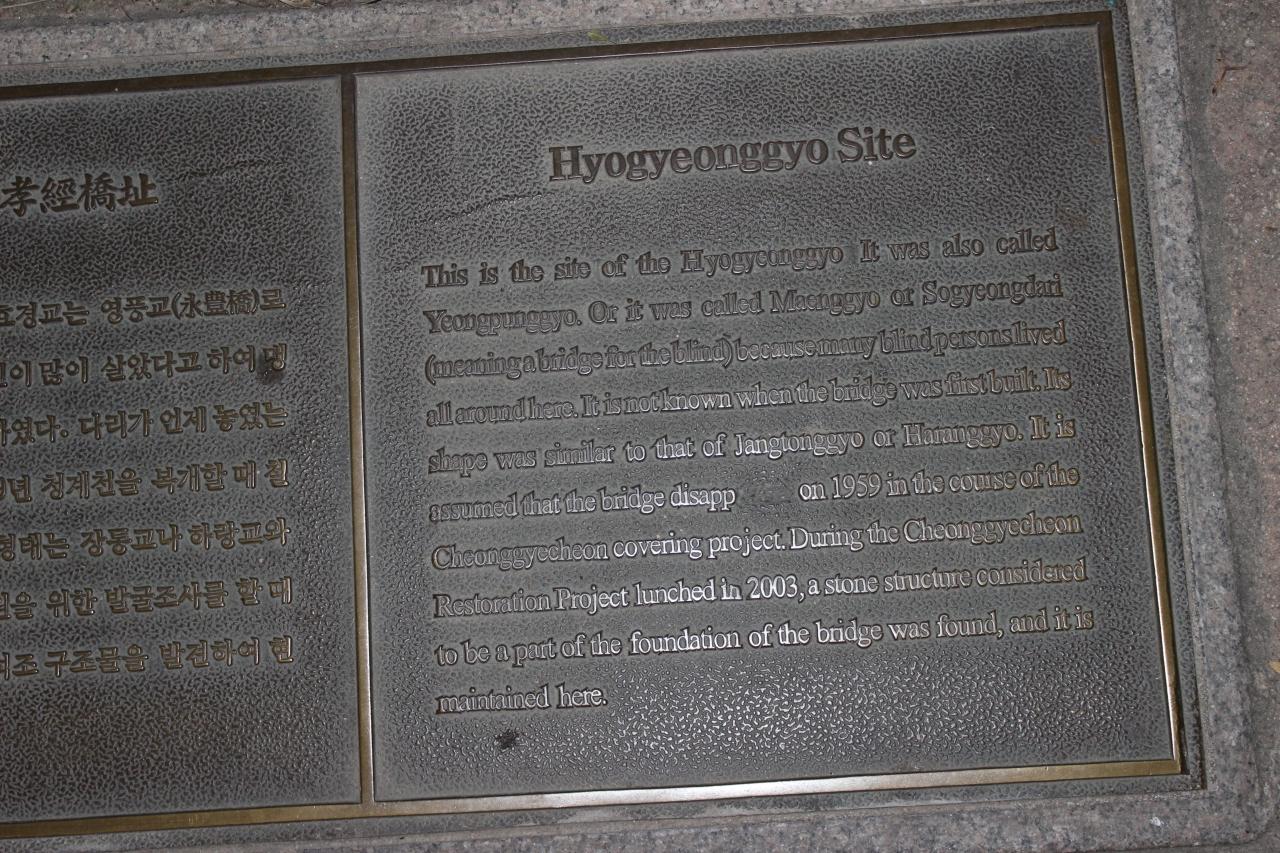 孝經橋址
효경교는 영풍교(永豊橋)로
이 많이 살았다고 하여 맹
하였다. 다리가 언제 놓였는
9년 청계천을 복개할 때 철
형태는 장통교나 하랑교와
원을 위한 발굴조사를 할 때
석조 구조물을 발견하여 현
Hyogyeonggyo Site
This is the site of the Hyogyeonggyo It was also called
Yeongpunggyo. Or it was called Maenggyo or Sogyeongdari
(meaning a bridge for the blind) because many blind persons lived
all around here. It is not known when the bridge was first built. Its
shape was similar to that of Jangtonggyo or Haranggyo. It is
assumed that the bridge disapp on 1959 in the course of the
Cheonggyecheon covering project. During the Cheonggyecheon
Restoration Project lunched in 2003, a stone structure considered
to be a part of the foundation of the bridge was found, and it is
maintained here.